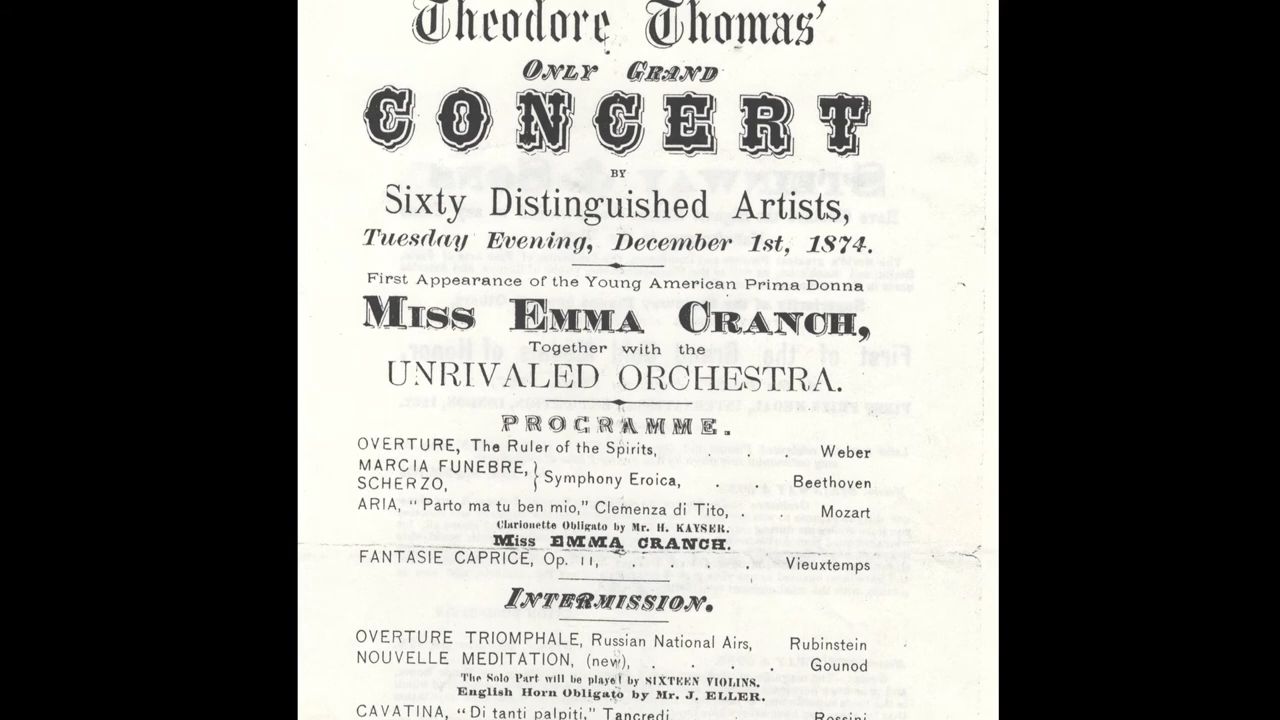 Theodore Thomas'
ONLY GRAND
CONCERT
BY
Sixty Distinguished Artists,
Tuesday Evening, December 1st, 1874.
First Appearance of the Young American Prima Donna
MISS EMMA CRANCH,
Together with the
UNRIVALED ORCHESTRA.
PROGRAMME.
OVERTURE, The Ruler of the Spirits, . . . Weber
MARCIA FUNEBRE, }
SCHERZO, } Symphony Eroica, . . Beethoven
ARIA, "Parto ma tu ben mio," Clemenza di Tito, . . Mozart
Clarionette Obligato by Mr. H. KAYSER.
Miss EMMA CRANCH.
FANTASIE CAPRICE, Op. 11, . . . . Vieuxtemps
INTERMISSION.
OVERTURE TRIOMPHALE, Russian National Airs, Rubinstein
NOUVELLE MEDITATION, (new), . . . . Gounod
The Solo Part will be played by SIXTEEN VIOLINS.
English Horn Obligato by Mr. J. ELLER.
CAVATINA, "Di tanti palpiti," Tancredi Rossini